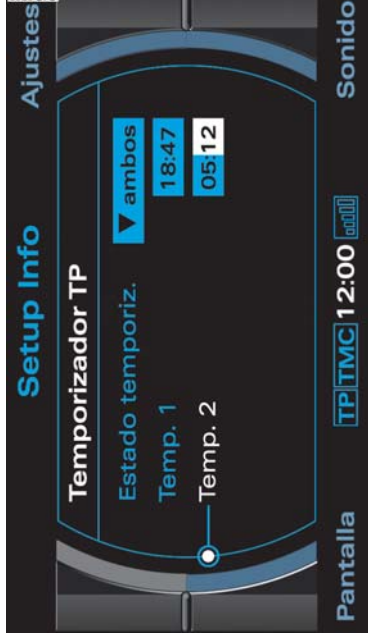 Setup Info
Ajustes
Temporizador TP
Estado temporiz. ▼ ambos
Temp. 1 18:47
Temp. 2 05:12
Pantalla TP TMC 12:00 Sonido